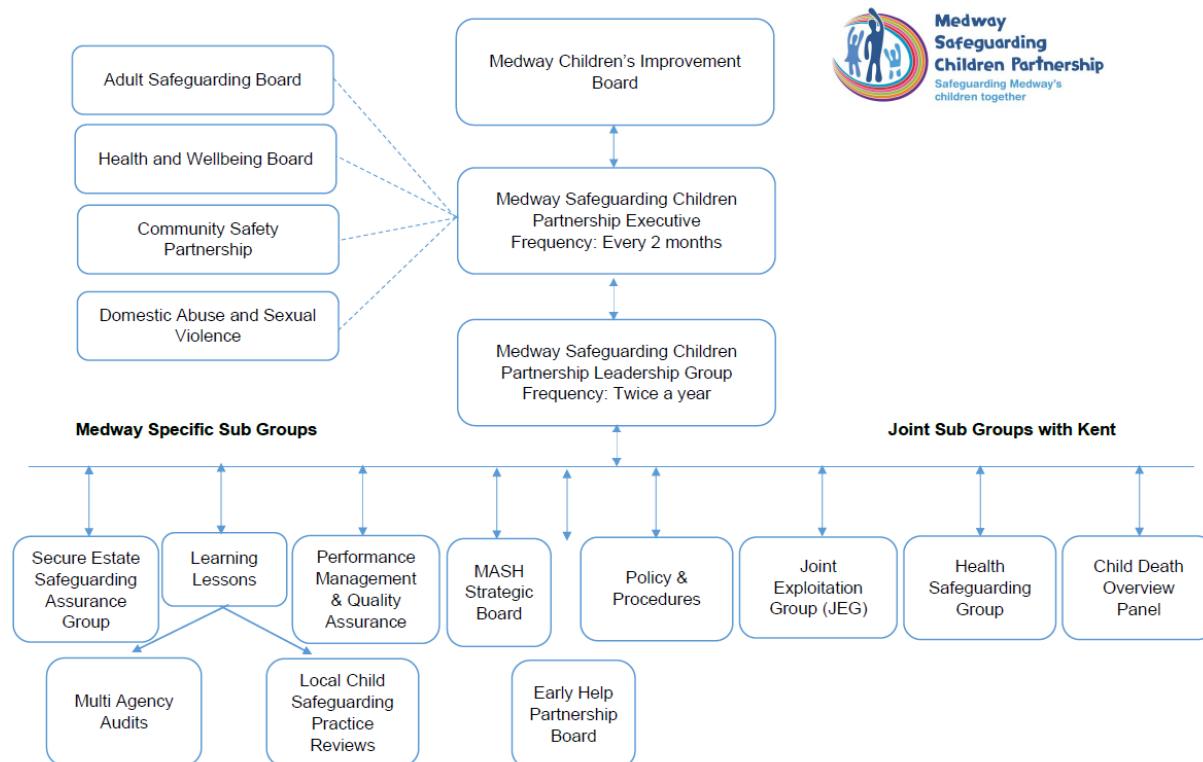 Medway
Safeguarding
Children Partnership
Safeguarding Medway's
children together
Medway Children's Improvement
Board
Adult Safeguarding Board
Health and Wellbeing Board
Community Safety
Partnership
Domestic Abuse and Sexual
Violence
Medway Safeguarding Children
Partnership Executive
Frequency: Every 2 months
Medway Safeguarding Children
Partnership Leadership Group
Frequency: Twice a year
Medway Specific Sub Groups
Joint Sub Groups with Kent
Secure Estate
Safeguarding
Assurance
Group
Learning
Lessons
Performance
Management
& Quality
Assurance
MASH
Strategic
Board
Policy &
Procedures
Joint
Exploitation
Group (JEG)
Health
Safeguarding
Group
Child Death
Overview
Panel
Multi Agency
Audits
Local Child
Safeguarding
Practice
Reviews
Early Help
Partnership
Board